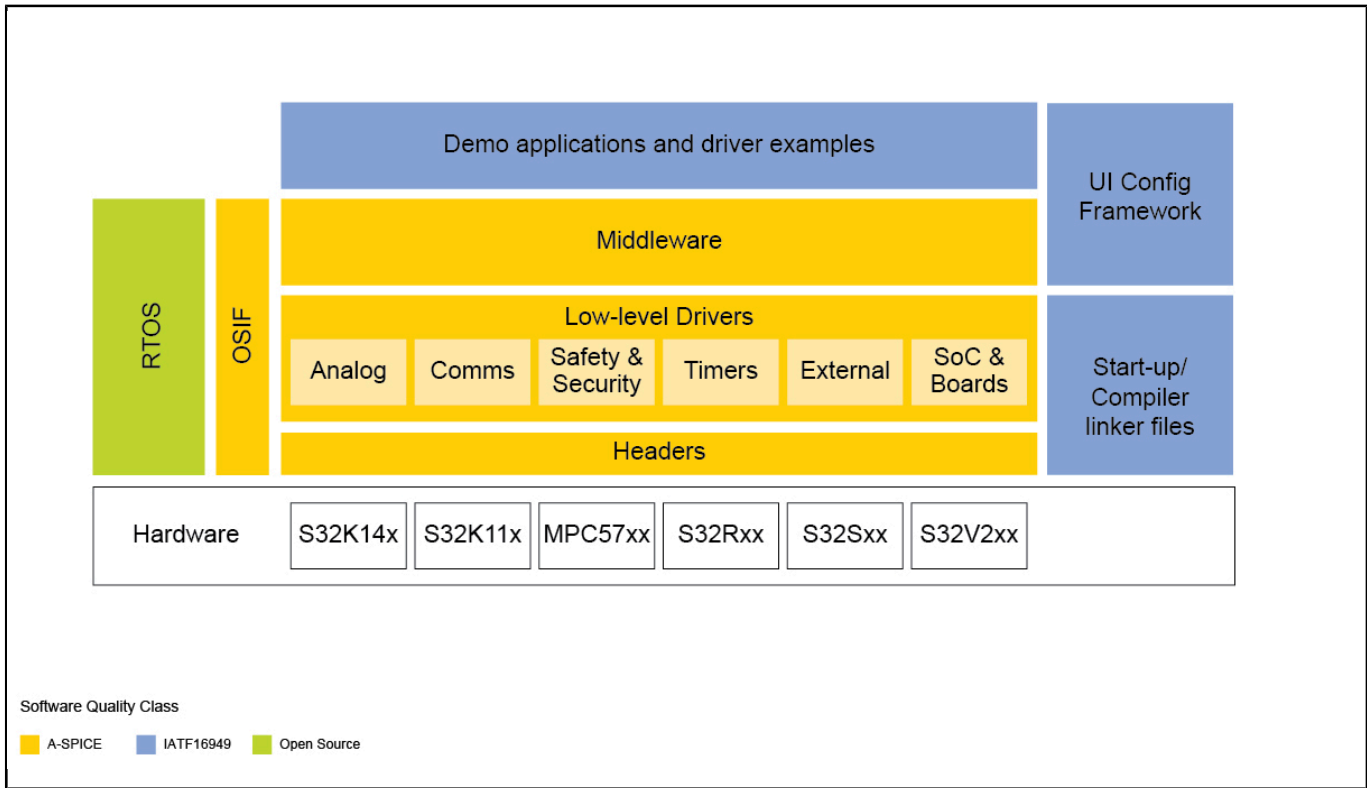 Demo applications and driver examples
UI Config
Framework
RTOS
OSIF
Middleware
Low-level Drivers
Analog
Comms
Safety &
Security
Timers
External
SoC &
Boards
Start-up/
Compiler
linker files
Headers
Hardware
S32K14x
S32K11x
MPC57xx
S32Rxx
S32Sxx
S32V2xx
Software Quality Class
A-SPICE
IATF16949
Open Source